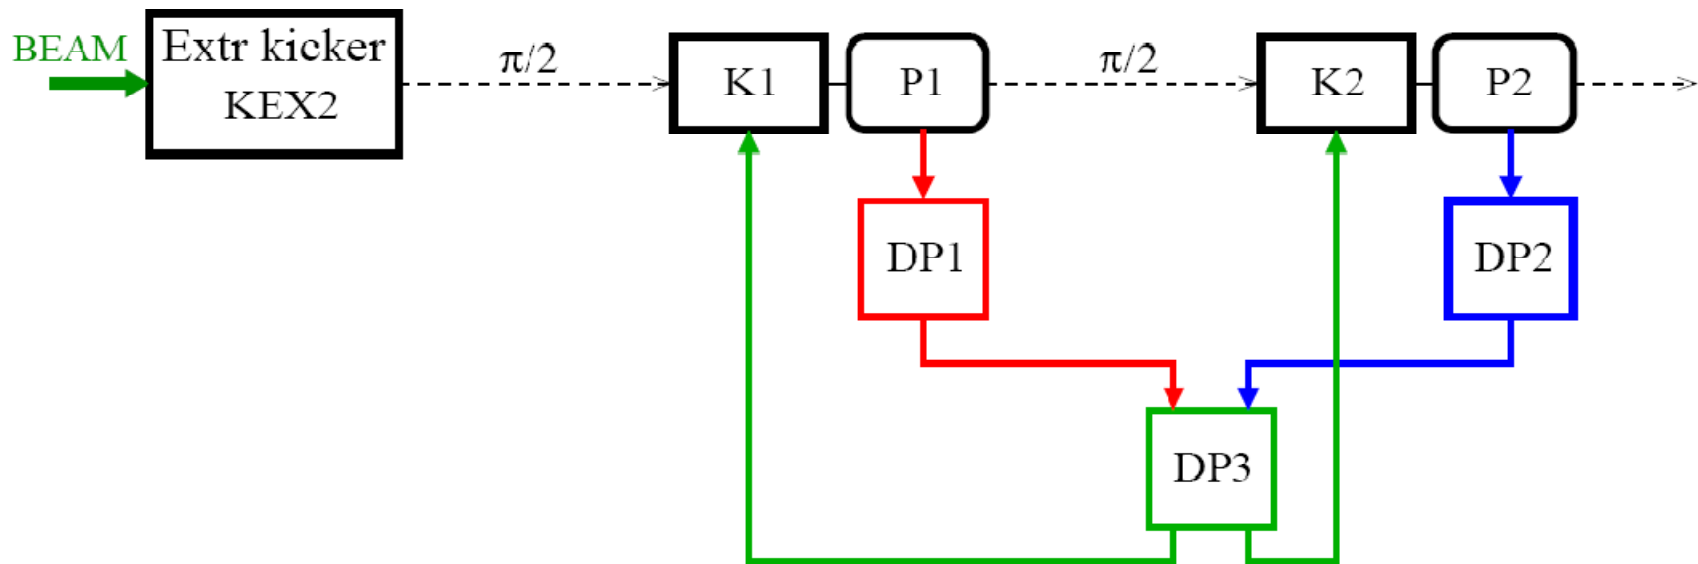 BEAM
Extr kicker
KEX2
π/2
K1
P1
π/2
K2
P2
DP1
DP2
DP3